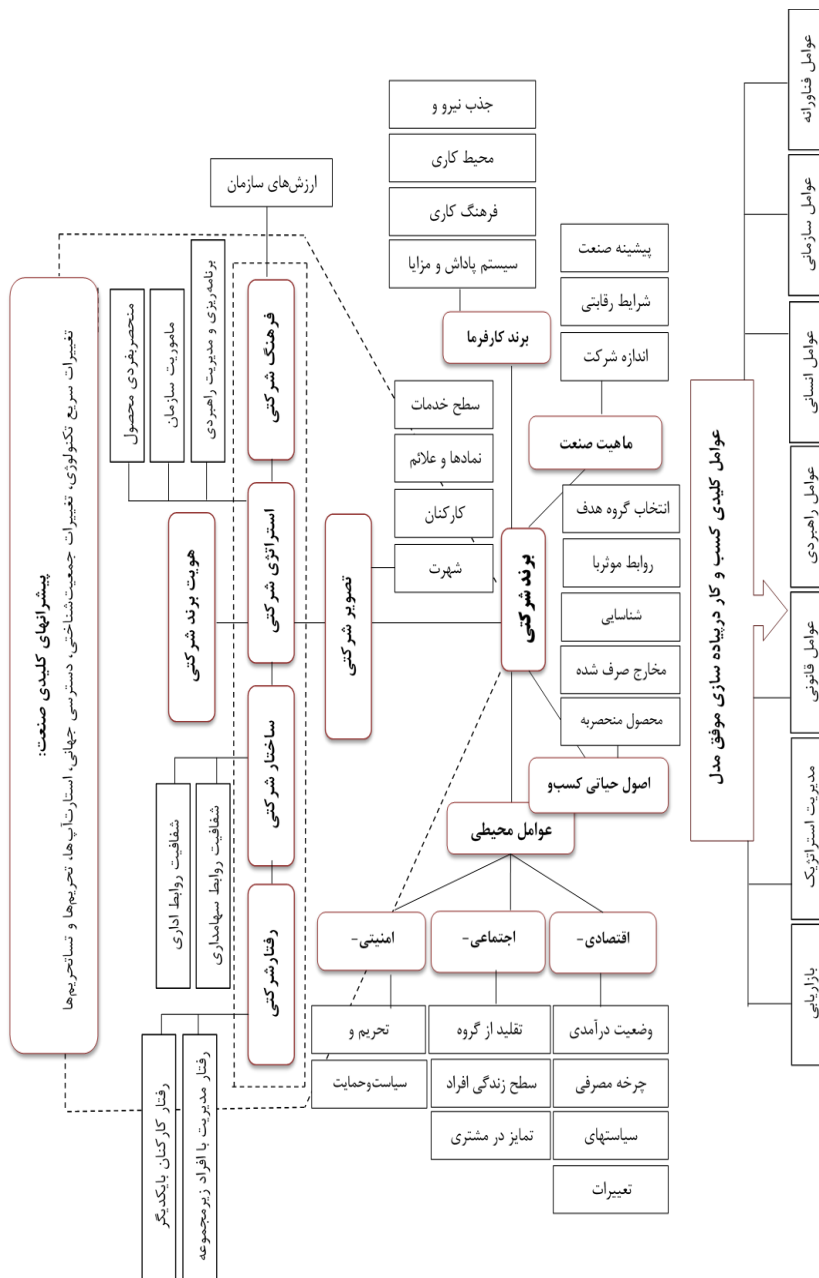 پیشرانهای کلیدی صنعت:
تغییرات سریع تکنولوژی، تغییرات جمعیت‌شناختی، دسترسی جهانی، استارت‌آپ‌ها، تحریم‌ها و تساتحریم‌ها
منحصربفردی محصول
ماموریت سازمان
برنامه‌ریزی و مدیریت راهبردی
ارزش‌های سازمان
هویت برند شرکتی
شفافیت روابط اداری
شفافیت روابط سهامداری
رفتار کارکنان بایکدیگر
رفتار مدیریت با افراد زیرمجموعه
فرهنگ شرکتی
استراتژی شرکتی
ساختار شرکتی
رفتارشرکتی
تصویر شرکتی
سطح خدمات
نمادها و علائم
کارکنان
شهرت
جذب نیرو و
محیط کاری
فرهنگ کاری
سیستم پاداش و مزایا
برند کارفرما
پیشینه صنعت
شرایط رقابتی
اندازه شرکت
ماهیت صنعت
برند شرکتی
انتخاب گروه هدف
روابط موثربا
شناسایی
مخارج صرف شده
محصول منحصربه
اصول حیاتی کسب‌و
عوامل محیطی
امنیتی-
اجتماعی-
اقتصادی-
تحریم و
سیاست‌وحمایت
تقلید از گروه
سطح زندگی افراد
تمایز در مشتری
وضعیت درآمدی
چرخه مصرفی
سیاستهای
تعییرات
عوامل کلیدی کسب و کار درپیاده سازی موفق مدل
عوامل فناورانه
عوامل سازمانی
عوامل انسانی
عوامل راهبردی
عوامل قانونی
مدیریت استراتژیک
بازاریابی